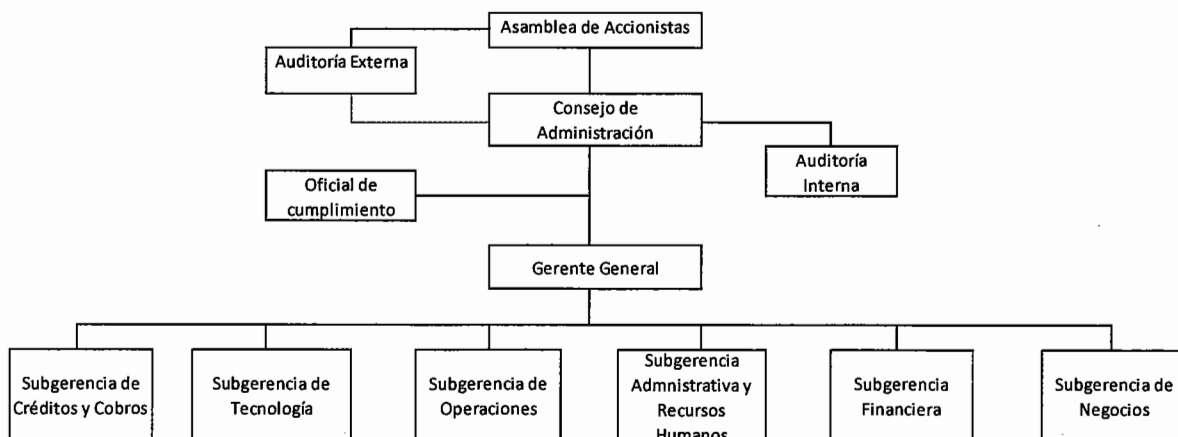 Asamblea de Accionistas
Auditoría Externa
Consejo de
Administración
Auditoría
Interna
Oficial de
cumplimiento
Gerente General
Subgerencia de
Créditos y Cobros
Subgerencia de
Tecnología
Subgerencia de
Operaciones
Subgerencia
Admnistrativa y
Recursos
Humanos
Subgerencia
Financiera
Subgerencia de
Negocios